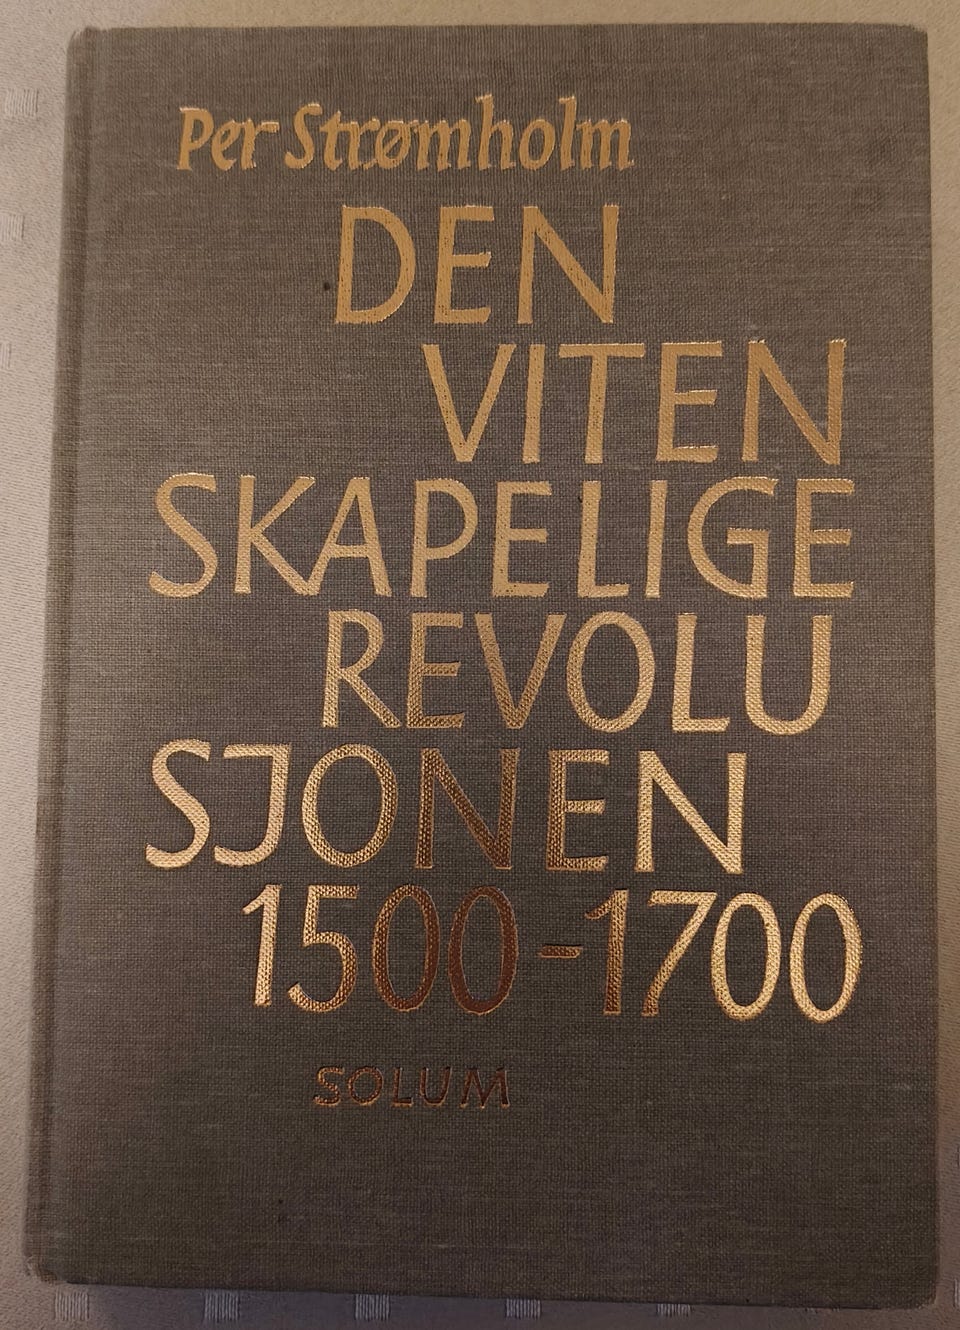 Per Strømholm
DEN
VITEN
SKAPELIGE
REVOLU
SJONEN
1500-1700
SOLUM